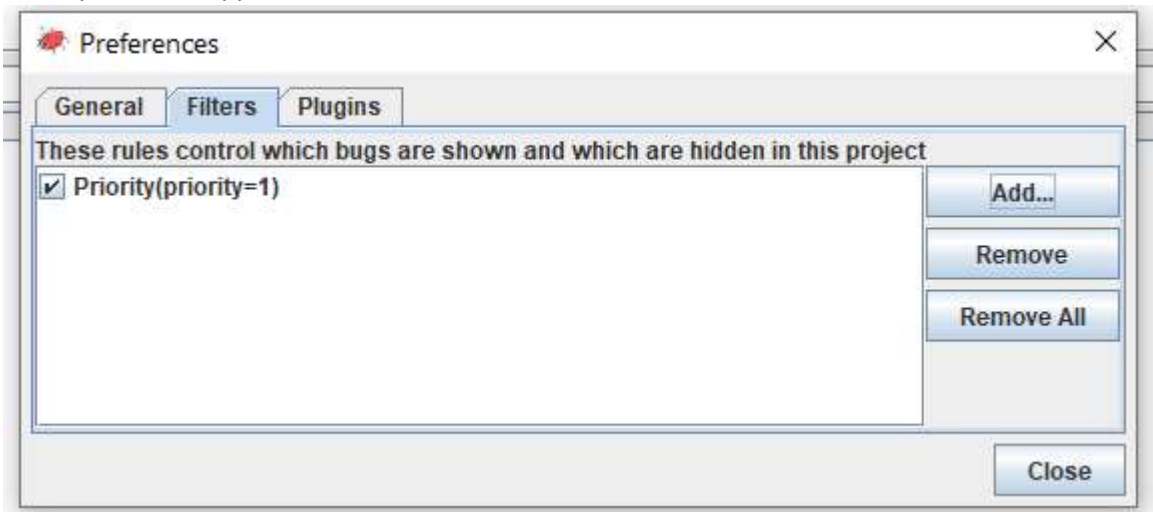 Preferences
General Filters Plugins
These rules control which bugs are shown and which are hidden in this project
Priority(priority=1)
Add...
Remove
Remove All
Close